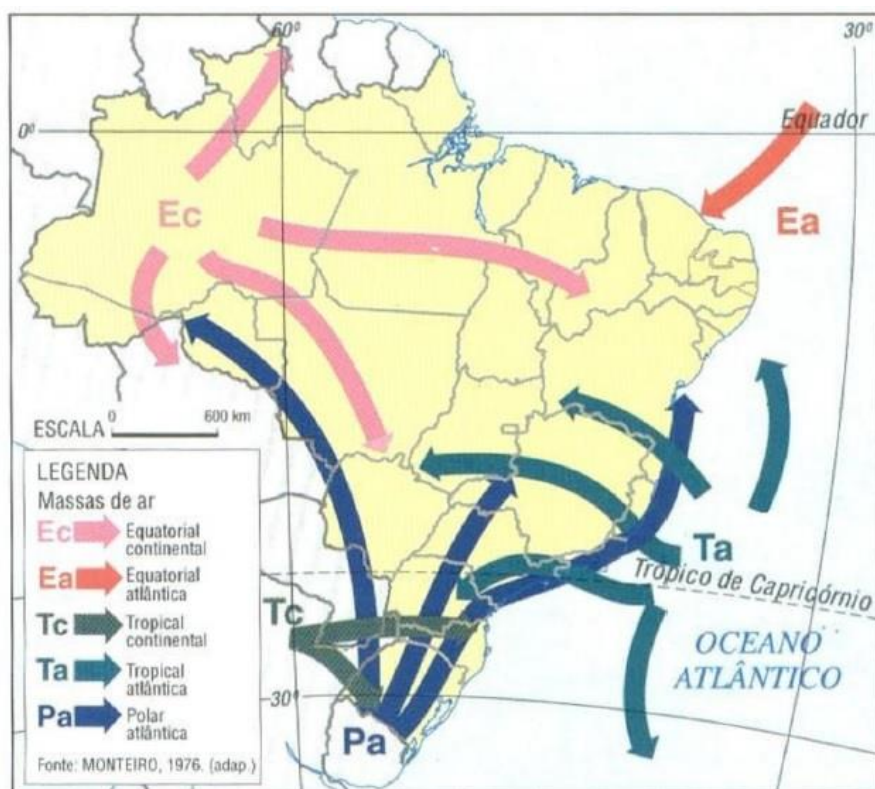 60º
30º
Equador
0º
Ec
Ea
ESCALA
0 600 km
LEGENDA
Massas de ar
Ec Equatorial
continental
Ea Equatorial
atlântica
Tc Tropical
continental
Ta Tropical
atlântica
Pa Polar
atlântica
Fonte: MONTEIRO, 1976. (adap.)
Ta
Trópico de Capricórnio
Tc
OCEANO
ATLÂNTICO
30º
Pa